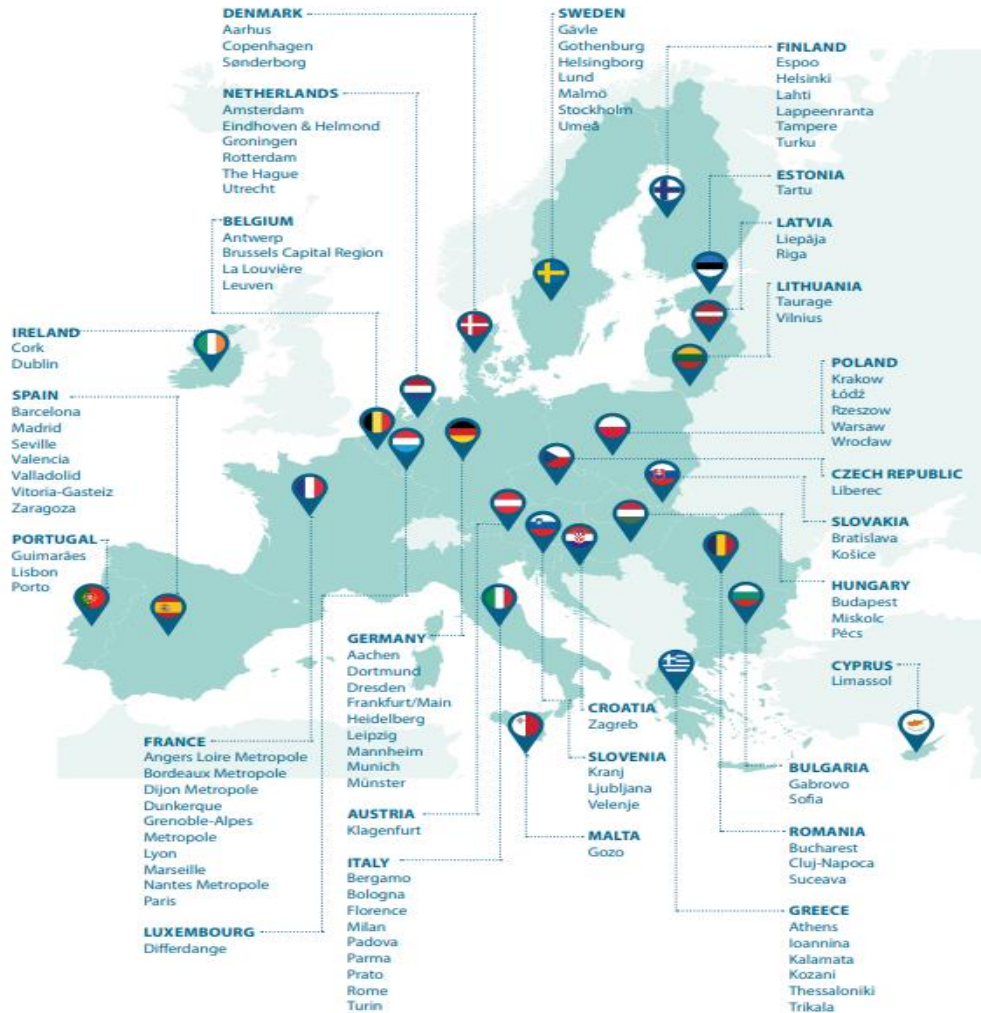 DENMARK
Aarhus
Copenhagen
Sønderborg
SWEDEN
Gävle
Gothenburg
Helsingborg
Lund
Malmö
Stockholm
Umeå
FINLAND
Espoo
Helsinki
Lahti
Lappeenranta
Tampere
Turku
NETHERLANDS
Amsterdam
Eindhoven & Helmond
Groningen
Rotterdam
The Hague
Utrecht
ESTONIA
Tartu
BELGIUM
Antwerp
Brussels Capital Region
La Louvière
Leuven
LATVIA
Liepāja
Riga
LITHUANIA
Taurage
Vilnius
IRELAND
Cork
Dublin
SPAIN
Barcelona
Madrid
Seville
Valencia
Valladolid
Vitoria-Gasteiz
Zaragoza
POLAND
Krakow
Łódź
Rzeszow
Warsaw
Wrocław
CZECH REPUBLIC
Liberec
SLOVAKIA
Bratislava
Košice
PORTUGAL
Guimarães
Lisbon
Porto
HUNGARY
Budapest
Miskolc
Pécs
GERMANY
Aachen
Dortmund
Dresden
Frankfurt/Main
Heidelberg
Leipzig
Mannheim
Munich
Münster
CYPRUS
Limassol
CROATIA
Zagreb
FRANCE
Angers Loire Metropole
Bordeaux Metropole
Dijon Metropole
Dunkerque
Grenoble-Alpes
Metropole
Lyon
Marseille
Nantes Metropole
Paris
SLOVENIA
Kranj
Ljubljana
Velenje
BULGARIA
Gabrovo
Sofia
AUSTRIA
Klagenfurt
MALTA
Gozo
ROMANIA
Bucharest
Cluj-Napoca
Suceava
ITALY
Bergamo
Bologna
Florence
Milan
Padova
Parma
Prato
Rome
Turin
GREECE
Athens
Ioannina
Kalamata
Kozani
Thessaloniki
Trikala
LUXEMBOURG
Differdange